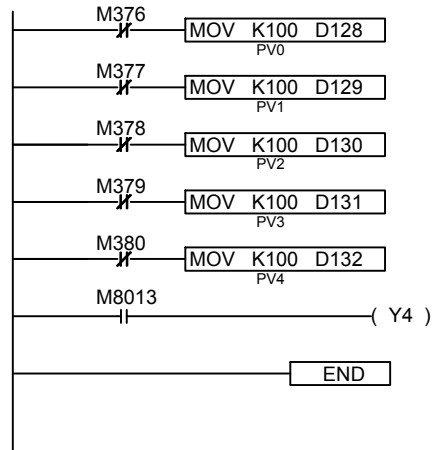 M376
MOV K100 D128
PV0
M377
MOV K100 D129
PV1
M378
MOV K100 D130
PV2
M379
MOV K100 D131
PV3
M380
MOV K100 D132
PV4
M8013
( Y4 )
END